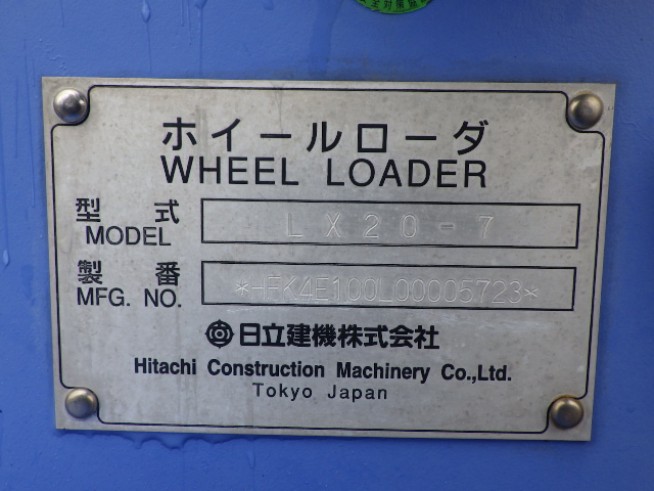 ホイールローダ
WHEEL LOADER
型式
MODEL
LX20-7
製番
MFG. NO.
日立建機株式会社
Hitachi Construction Machinery Co.,Ltd.
Tokyo Japan